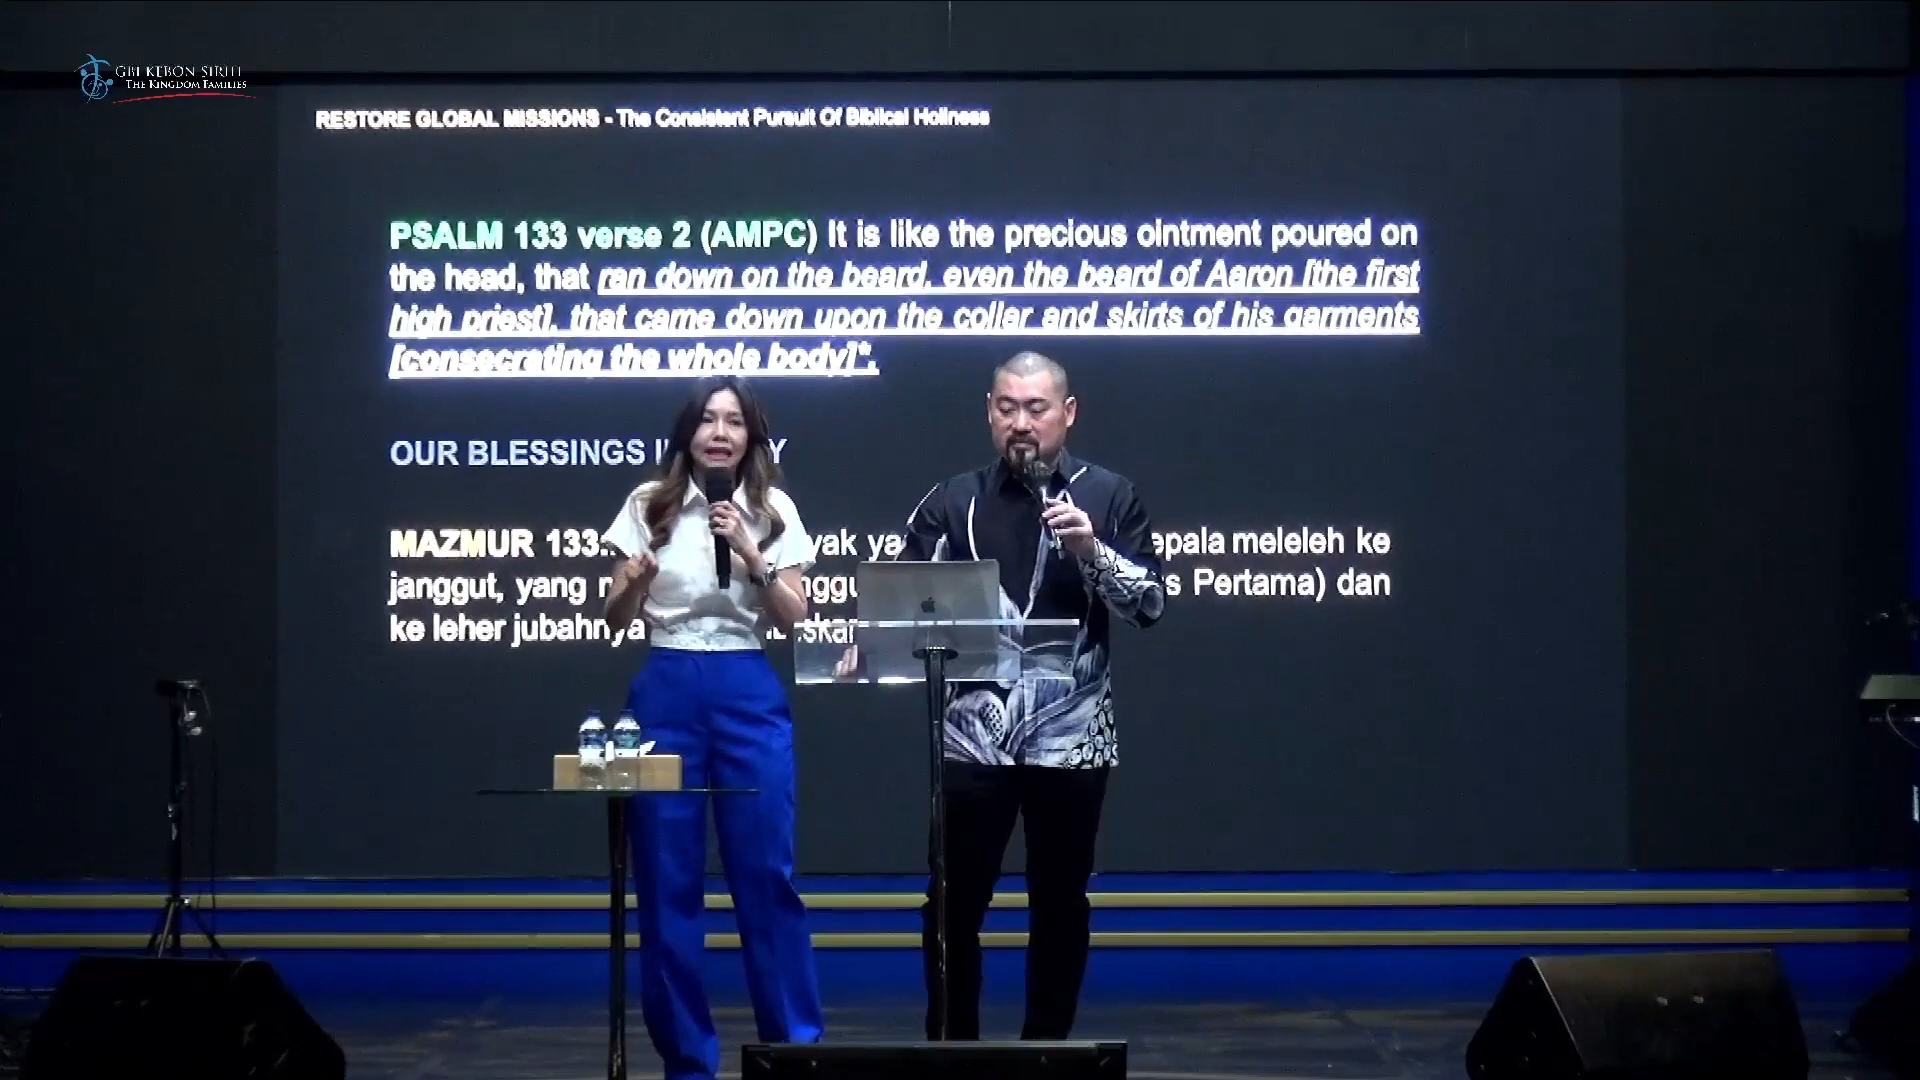 GBI KEBON SIRIH
THE KINGDOM FAMILIES
RESTORE GLOBAL MISSIONS - The Consistent Pursuit Of Biblical Holiness
PSALM 133 verse 2 (AMPC) It is like the precious ointment poured on
the head, that ran down on the beard, even the beard of Aaron [the first
high priest], that came down upon the collar and skirts of his garments
[consecrating the whole body]*.
OUR BLESSINGS
MAZMUR 133: meleleh ke
janggut, yang Pertama) dan
ke leher jubahnya